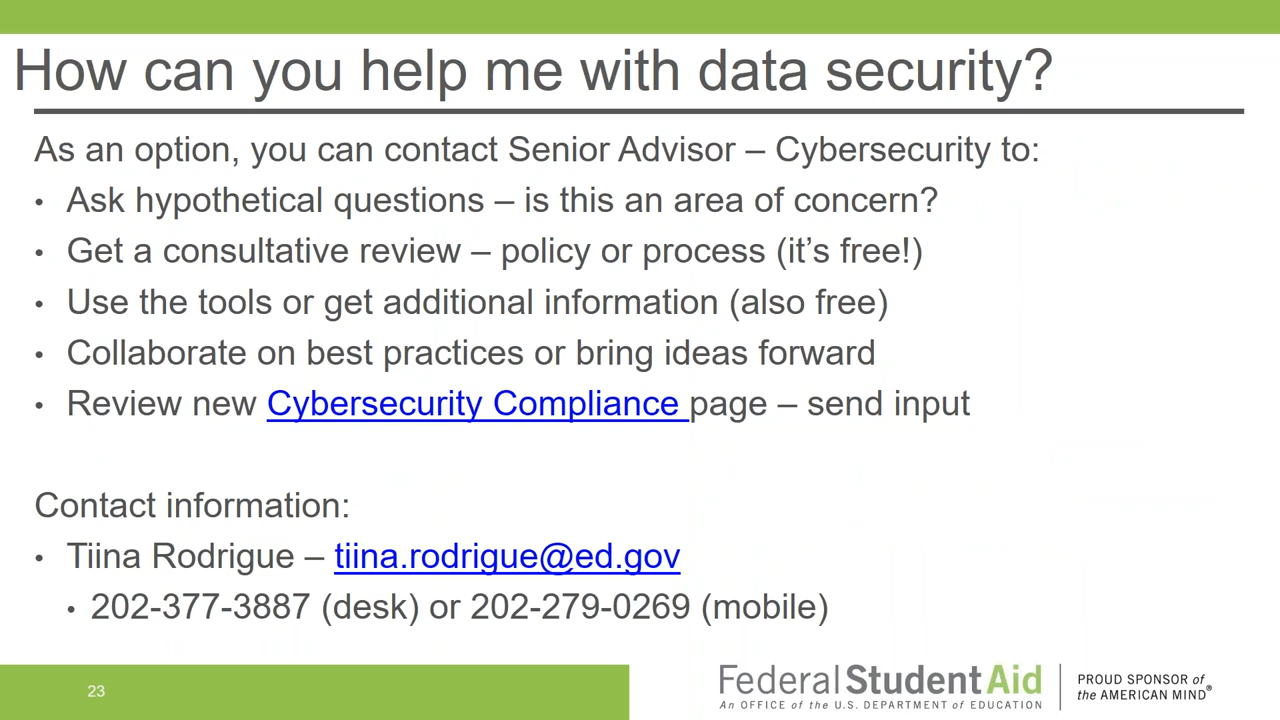 How can you help me with data security?
As an option, you can contact Senior Advisor – Cybersecurity to:
• Ask hypothetical questions – is this an area of concern?
• Get a consultative review – policy or process (it’s free!)
• Use the tools or get additional information (also free)
• Collaborate on best practices or bring ideas forward
• Review new Cybersecurity Compliance page – send input
Contact information:
• Tiina Rodrigue – tiina.rodrigue@ed.gov
• 202-377-3887 (desk) or 202-279-0269 (mobile)
23
Federal Student Aid
An OFFICE of the U.S. DEPARTMENT of EDUCATION
PROUD SPONSOR of
the AMERICAN MIND®